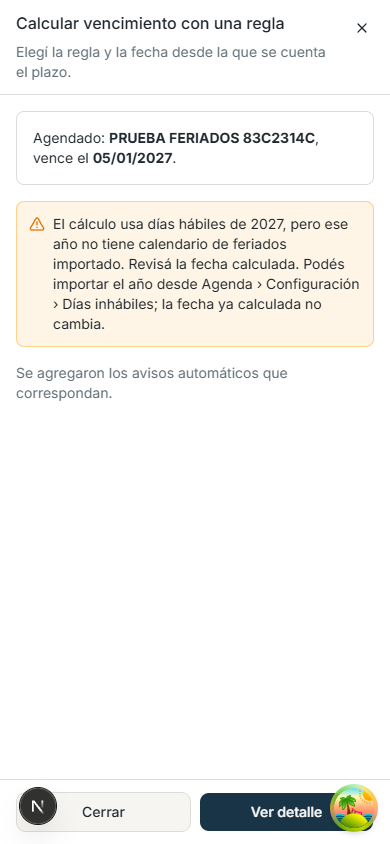 Calcular vencimiento con una regla
Elegí la regla y la fecha desde la que se cuenta
el plazo.
Agendado: PRUEBA FERIADOS 83C2314C,
vence el 05/01/2027.
El cálculo usa días hábiles de 2027, pero ese
año no tiene calendario de feriados
importado. Revisá la fecha calculada. Podés
importar el año desde Agenda › Configuración
› Días inhábiles; la fecha ya calculada no
cambia.
Se agregaron los avisos automáticos que
correspondan.
N
Cerrar
Ver detalle